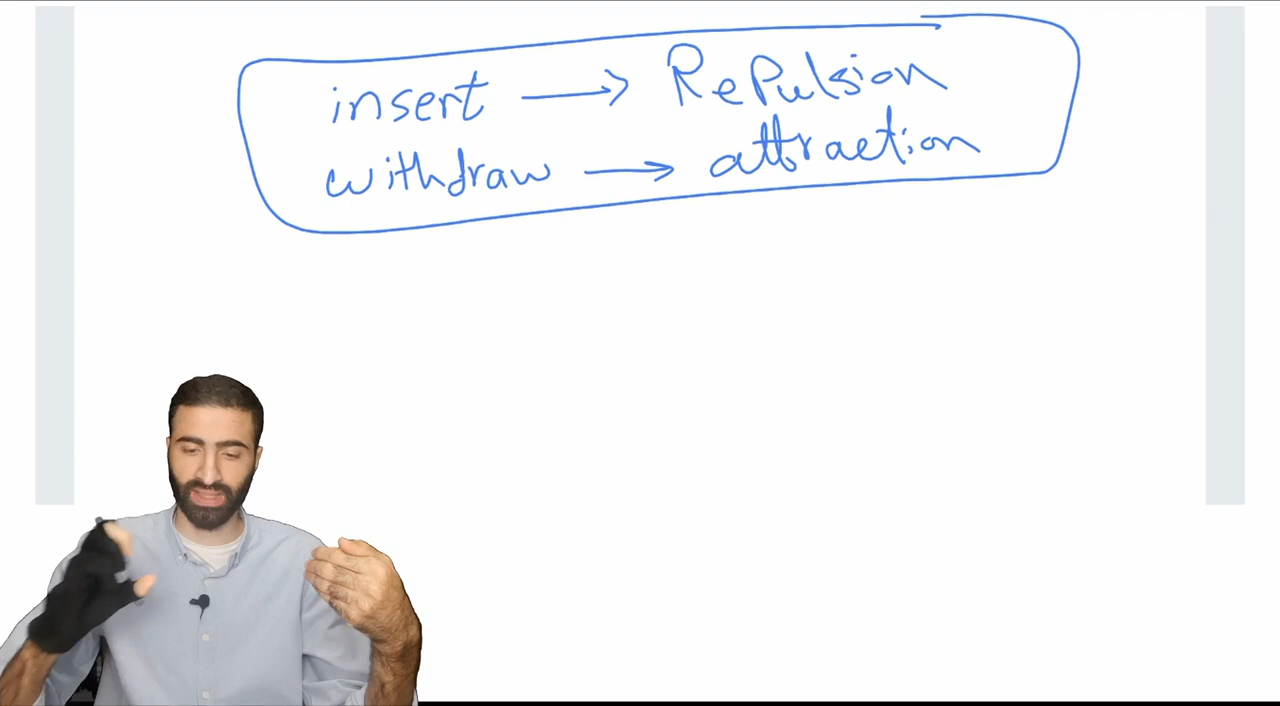 insert → Repulsion
withdraw → attraction